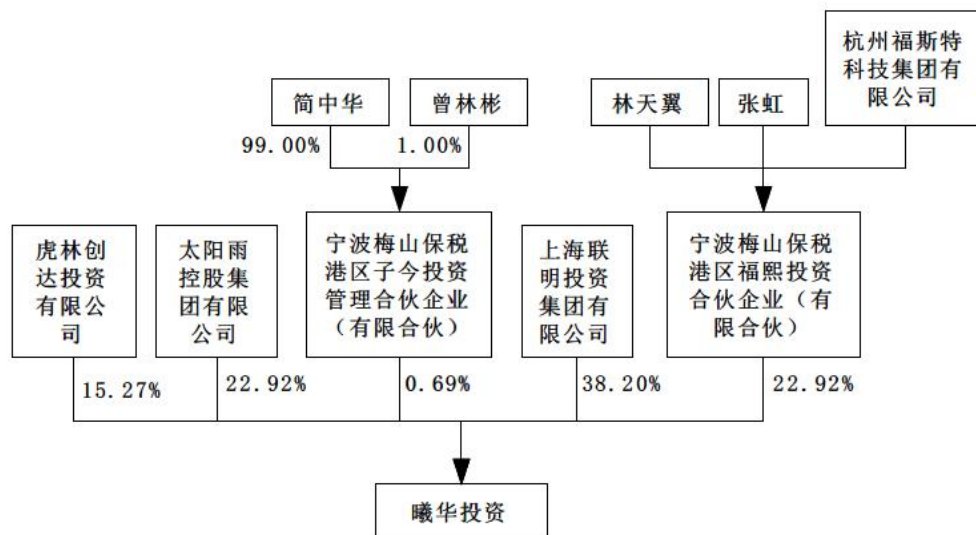 杭州福斯特
科技集团有
限公司
简中华
曾林彬
林天翼
张虹
99.00%
1.00%
虎林创
达投资
有限公
司
太阳雨
控股集
团有限
公司
宁波梅山保税
港区子今投资
管理合伙企业
（有限合伙）
上海联
明投资
集团有
限公司
宁波梅山保税
港区福熙投资
合伙企业（有
限合伙）
15.27%
22.92%
0.69%
38.20%
22.92%
曦华投资